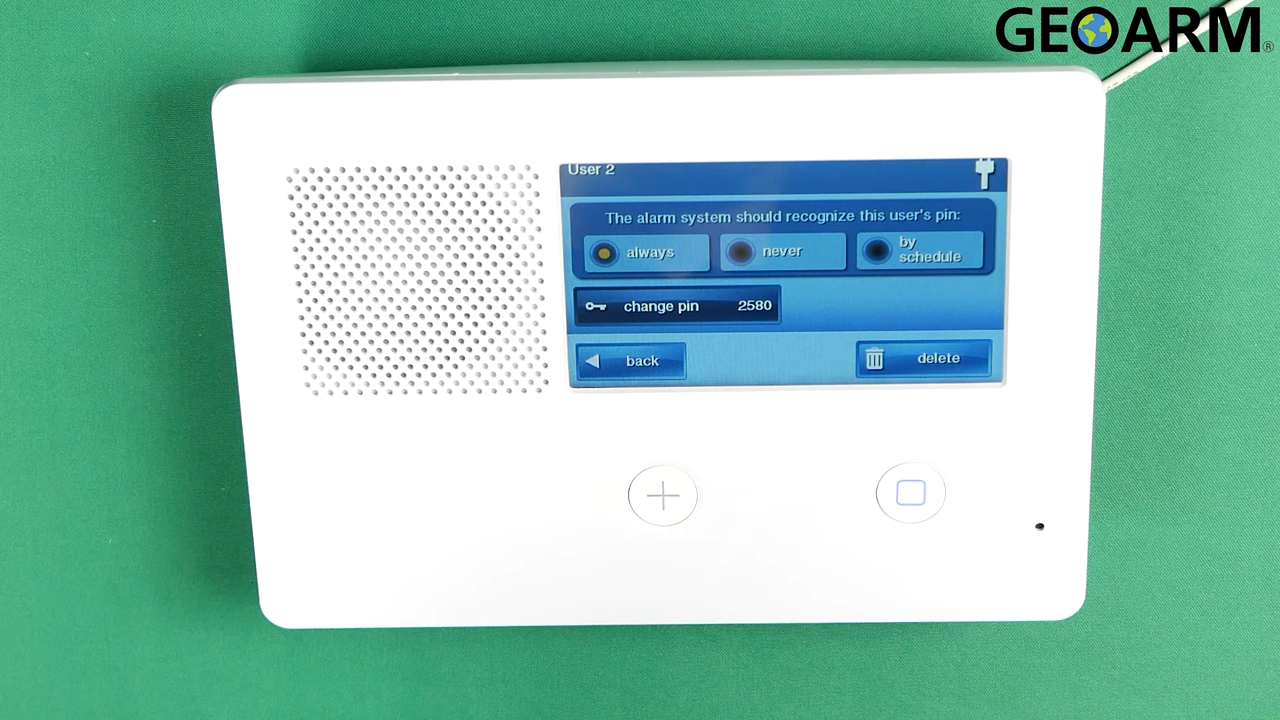 GEOARM®
User 2
The alarm system should recognize this user's pin:
always
never
by
schedule
change pin 2580
back
delete